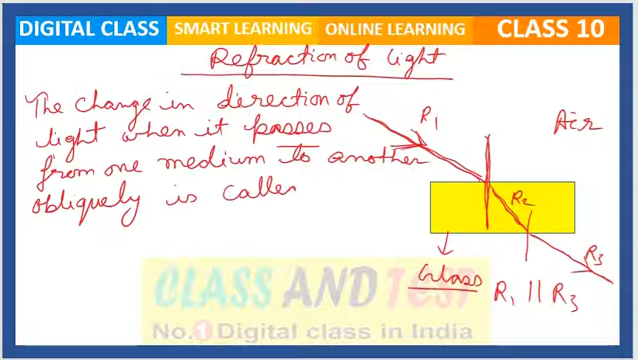 DIGITAL CLASS SMART LEARNING ONLINE LEARNING CLASS 10
Refraction of light
The change in direction of
light when it passes
from one medium to another
obliquely is caller
R1
Air
R2
R3
Glass
R1 || R3
CLASS AND TEST
No.1 Digital class in India